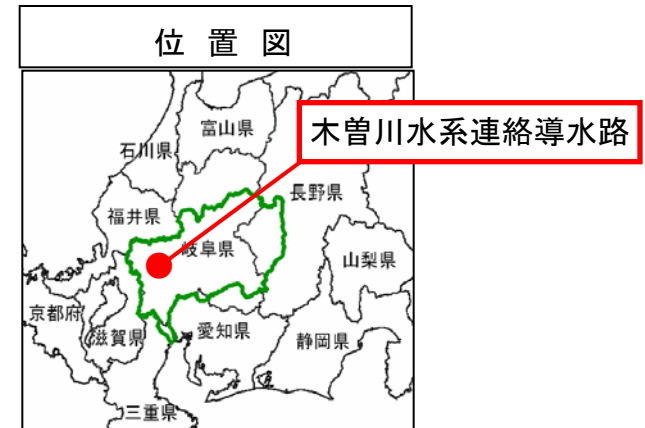 位置図
木曽川水系連絡導水路
富山県
石川県
長野県
福井県
岐阜県
山梨県
京都府
滋賀県
愛知県
静岡県
三重県